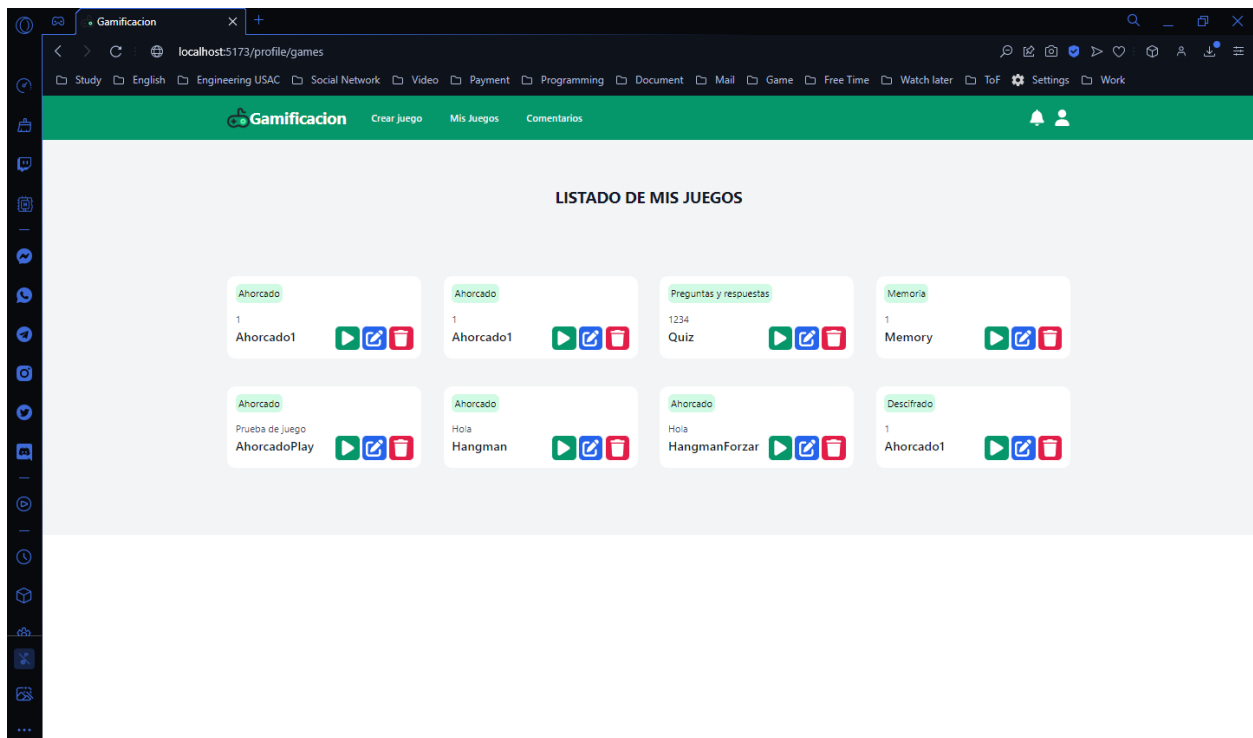 Gamificacion
localhost:5173/profile/games
Study English Engineering USAC Social Network Video Payment Programming Document Mail Game Free Time Watch later ToF Settings Work
Gamificacion Crear juego Mis Juegos Comentarios
LISTADO DE MIS JUEGOS
Ahorcado
1
Ahorcado1
Ahorcado
1
Ahorcado1
Preguntas y respuestas
1234
Quiz
Memoria
1
Memory
Ahorcado
Prueba de juego
AhorcadoPlay
Ahorcado
Hola
Hangman
Ahorcado
Hola
HangmanForzar
Descifrado
1
Ahorcado1